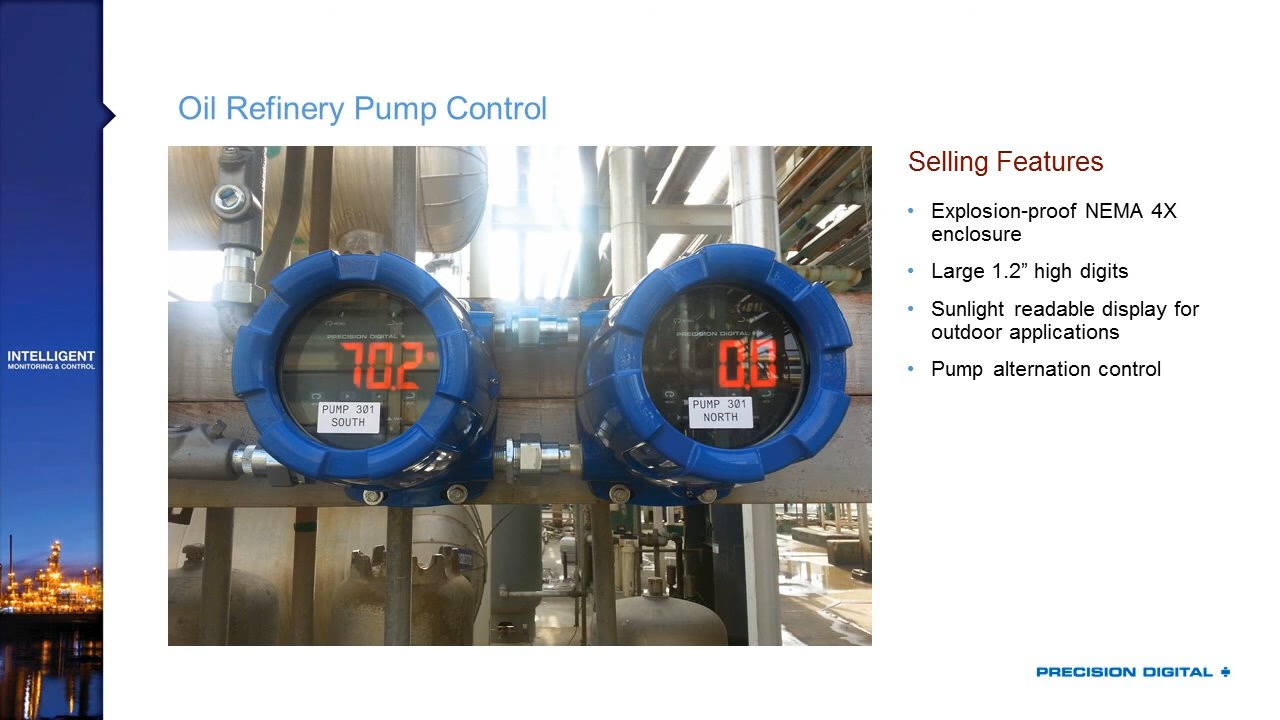 Oil Refinery Pump Control
INTELLIGENT
MONITORING & CONTROL
PRECISION DIGITAL
70.2
PUMP 301
SOUTH
PRECISION DIGITAL
0.0
PUMP 301
NORTH
Selling Features
• Explosion-proof NEMA 4X
enclosure
• Large 1.2” high digits
• Sunlight readable display for
outdoor applications
• Pump alternation control
PRECISION DIGITAL